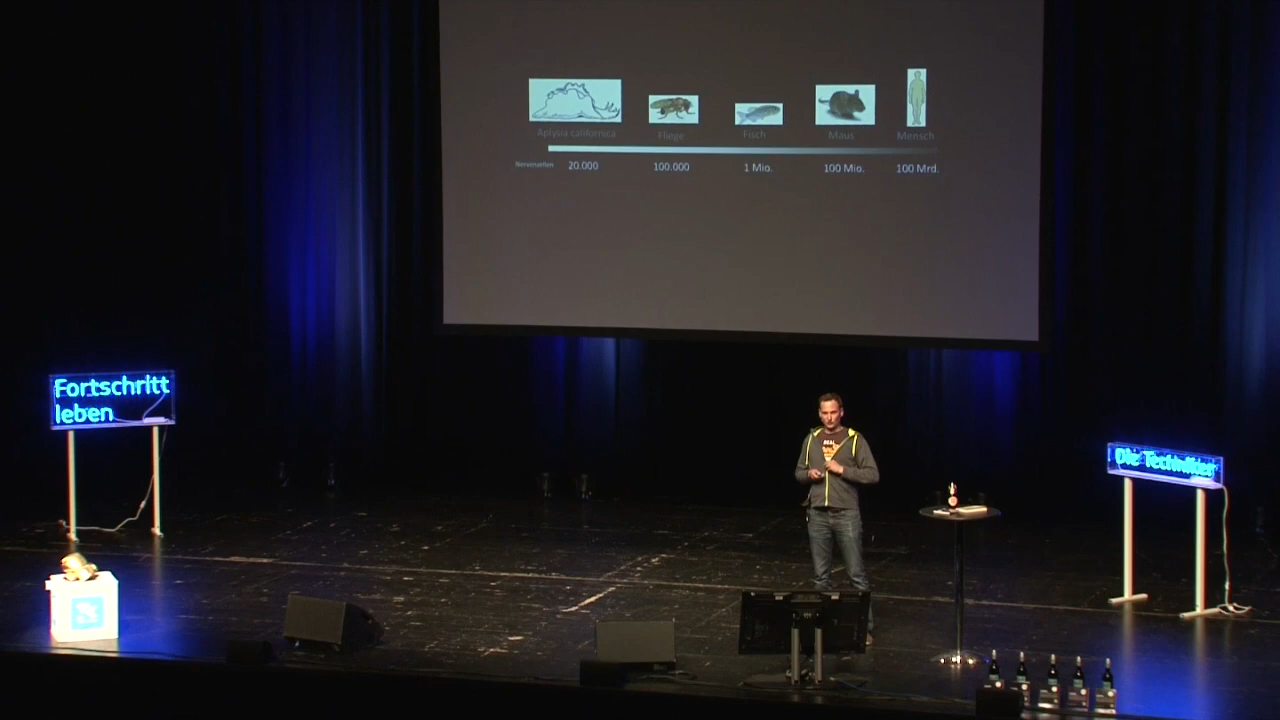 Aplysia californica
Fliege
Fisch
Maus
Mensch
Nervenzellen
20.000
100.000
1 Mio.
100 Mio.
100 Mrd.
Fortschritt
leben
Die Techniker
TK